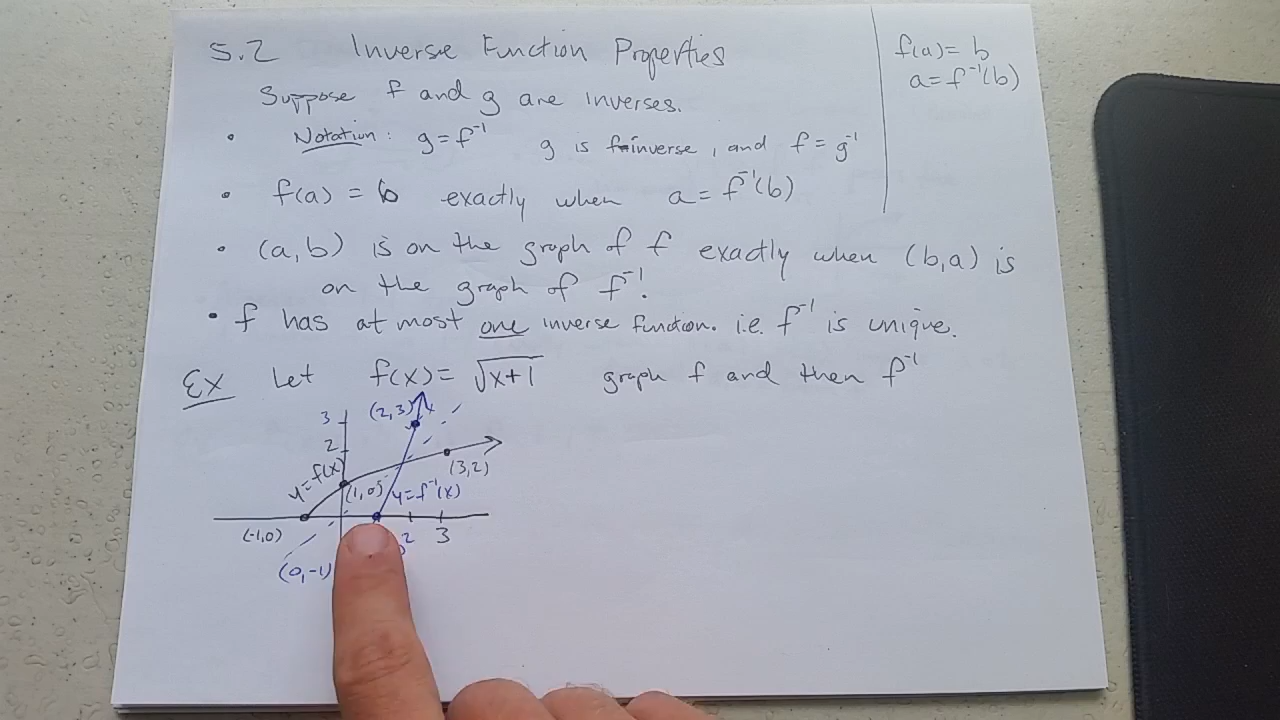 5.2 Inverse Function Properties
f(a) = b
a = f⁻¹(b)
Suppose f and g are inverses.
• Notation: g = f⁻¹ g is f inverse, and f = g⁻¹
• f(a) = b exactly when a = f⁻¹(b)
• (a,b) is on the graph of f exactly when (b,a) is
on the graph of f⁻¹.
• f has at most one inverse function. i.e. f⁻¹ is unique.
Ex Let f(x) = √x+1 graph f and then f⁻¹
3 (2,3)
2
y=f(x) (3,2)
(1,0) y=f⁻¹(x)
(-1,0) 2 3
(0,-1)